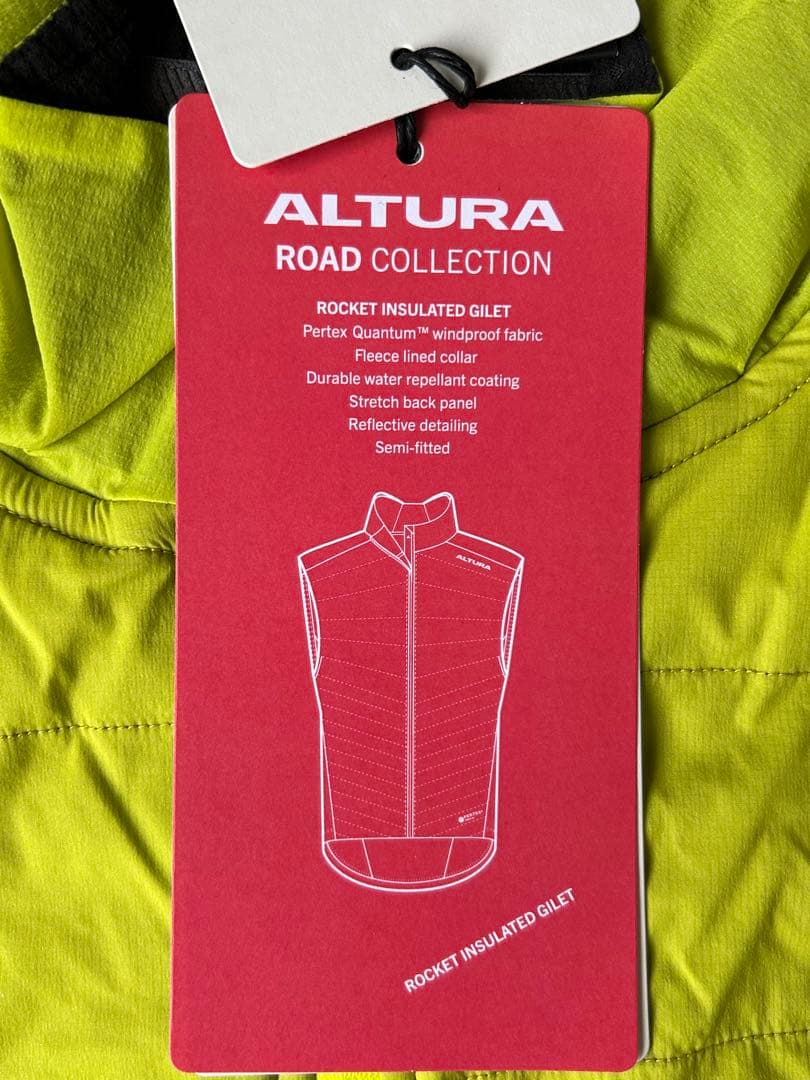 ALTURA
ROAD COLLECTION
ROCKET INSULATED GILET
Pertex Quantum™ windproof fabric
Fleece lined collar
Durable water repellant coating
Stretch back panel
Reflective detailing
Semi-fitted
ALTURA
PERTEX
ROCKET INSULATED GILET